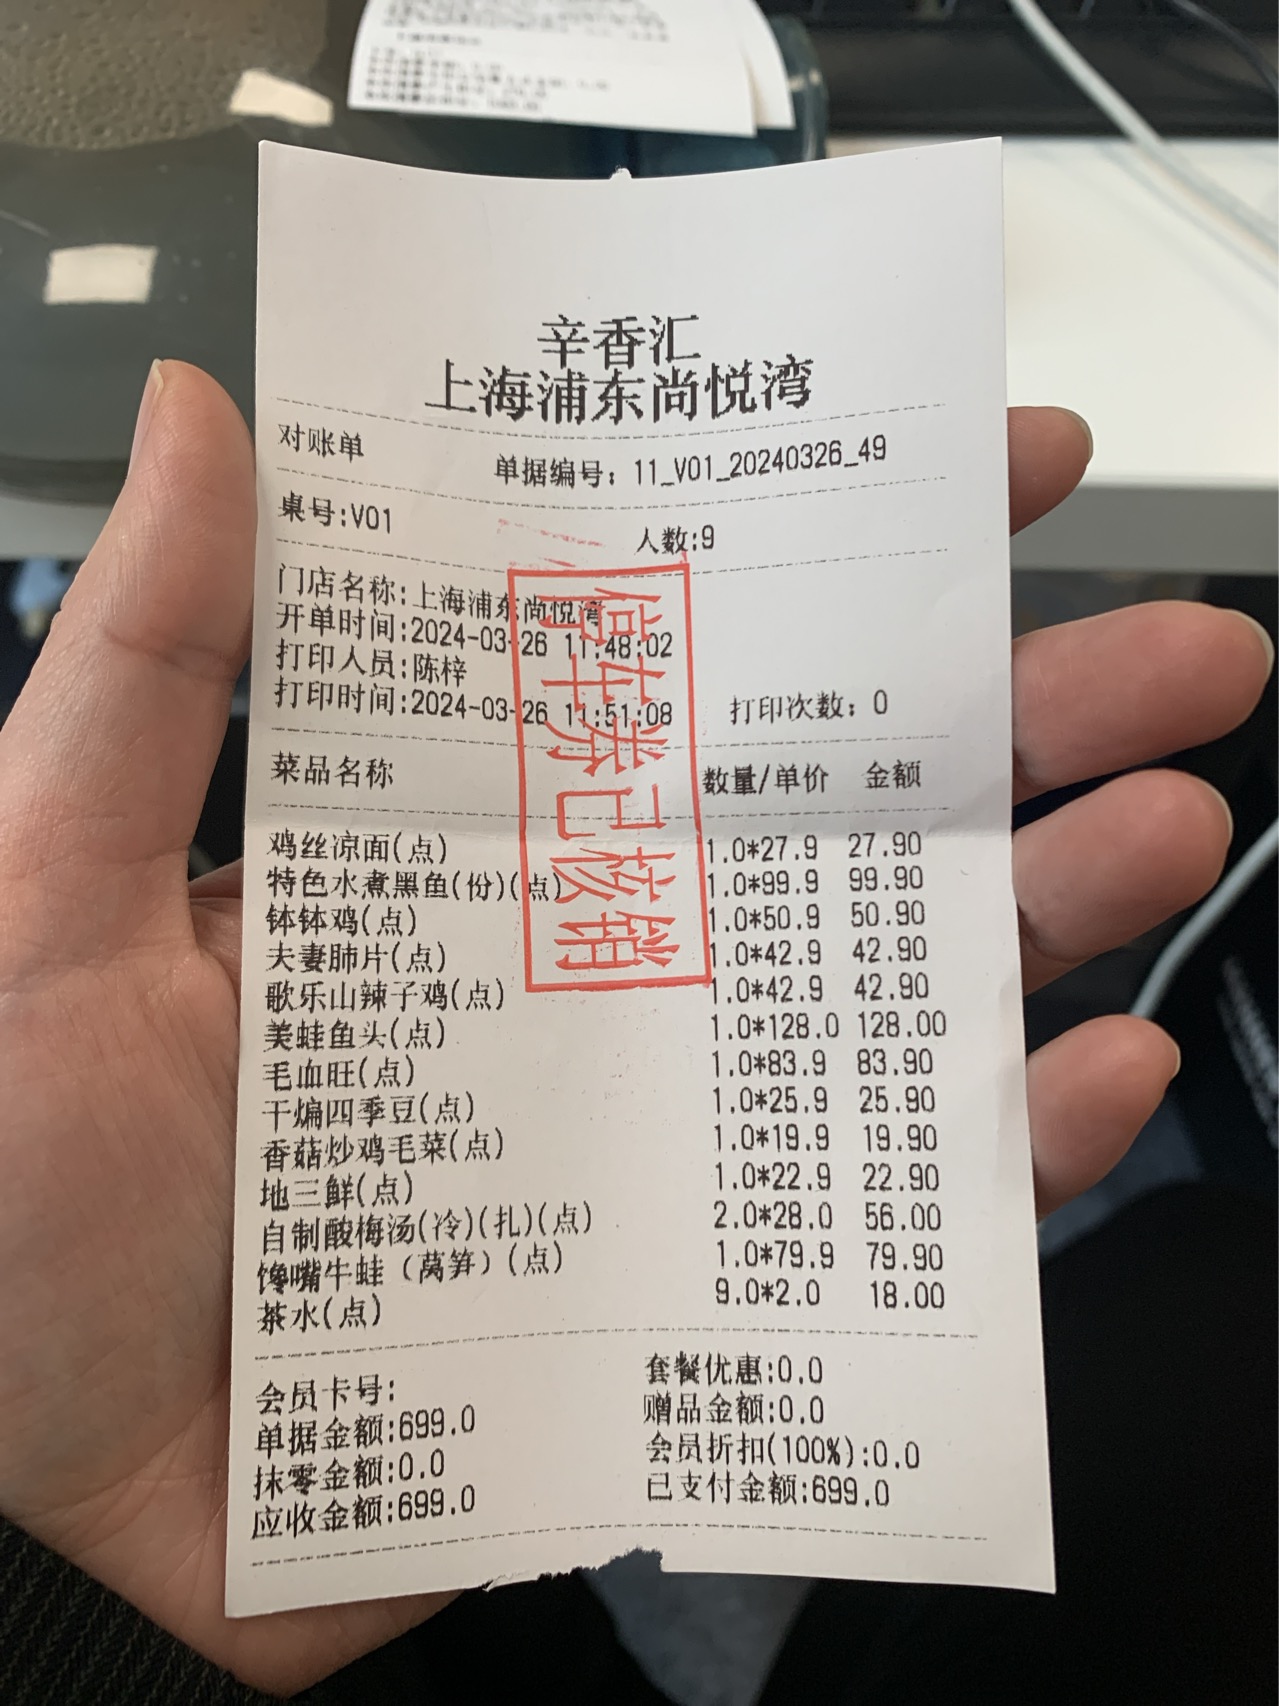 辛香汇
上海浦东尚悦湾
对账单 单据编号: 11_V01_20240326_49
桌号:V01 人数:9
门店名称:上海浦东尚悦湾
开单时间:2024-03-26 11:48:02
打印人员:陈梓
打印时间:2024-03-26 11:51:08 打印次数: 0
停车券已核销
菜品名称 数量/单价 金额
鸡丝凉面(点) 1.0*27.9 27.90
特色水煮黑鱼(份)(点) 1.0*99.9 99.90
钵钵鸡(点) 1.0*50.9 50.90
夫妻肺片(点) 1.0*42.9 42.90
歌乐山辣子鸡(点) 1.0*42.9 42.90
美蛙鱼头(点) 1.0*128.0 128.00
毛血旺(点) 1.0*83.9 83.90
干煸四季豆(点) 1.0*25.9 25.90
香菇炒鸡毛菜(点) 1.0*19.9 19.90
地三鲜(点) 1.0*22.9 22.90
自制酸梅汤(冷)(扎)(点) 2.0*28.0 56.00
馋嘴牛蛙（莴笋）(点) 1.0*79.9 79.90
茶水(点) 9.0*2.0 18.00
会员卡号: 套餐优惠:0.0
单据金额:699.0 赠品金额:0.0
抹零金额:0.0 会员折扣(100%):0.0
应收金额:699.0 已支付金额:699.0